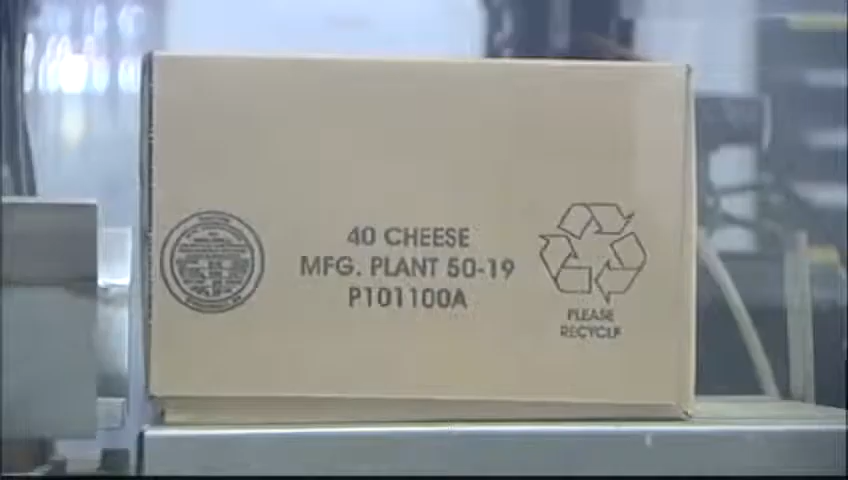 40 CHEESE
MFG. PLANT 50-19
P101100A
PLEASE
RECYCLE